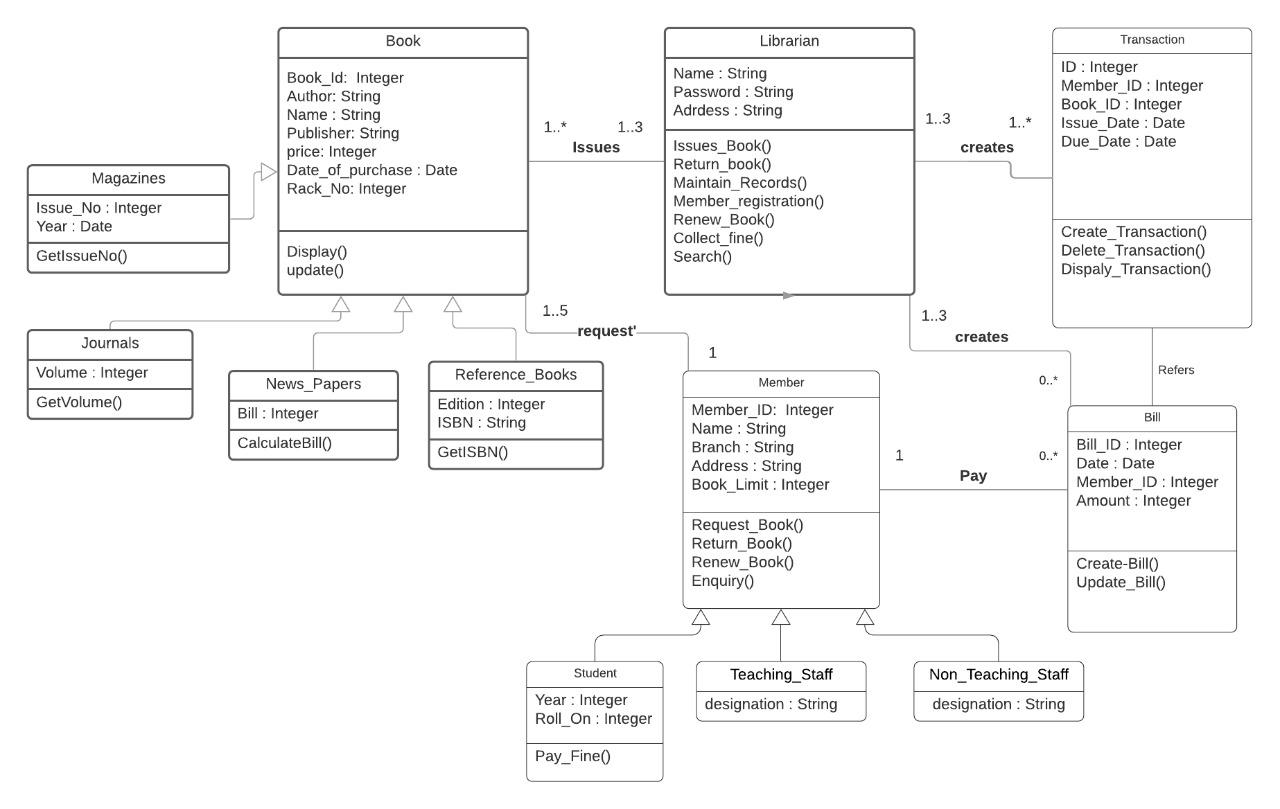 Book
Book_Id:  Integer
Author: String
Name : String
Publisher: String
price: Integer
Date_of_purchase : Date
Rack_No: Integer
Display()
update()
Librarian
Name : String
Password : String
Adrdess : String
Issues_Book()
Return_book()
Maintain_Records()
Member_registration()
Renew_Book()
Collect_fine()
Search()
Transaction
ID : Integer
Member_ID : Integer
Book_ID : Integer
Issue_Date : Date
Due_Date : Date
Create_Transaction()
Delete_Transaction()
Dispaly_Transaction()
1..*
1..3
Issues
1..3
1..*
creates
Magazines
Issue_No : Integer
Year : Date
GetIssueNo()
Journals
Volume : Integer
GetVolume()
News_Papers
Bill : Integer
CalculateBill()
Reference_Books
Edition : Integer
ISBN : String
GetISBN()
1..5
request'
1
1..3
creates
0..*
Refers
Member
Member_ID:  Integer
Name : String
Branch : String
Address : String
Book_Limit : Integer
Request_Book()
Return_Book()
Renew_Book()
Enquiry()
1
0..*
Pay
Bill
Bill_ID : Integer
Date : Date
Member_ID : Integer
Amount : Integer
Create-Bill()
Update_Bill()
Student
Year : Integer
Roll_On : Integer
Pay_Fine()
Teaching_Staff
designation : String
Non_Teaching_Staff
designation : String